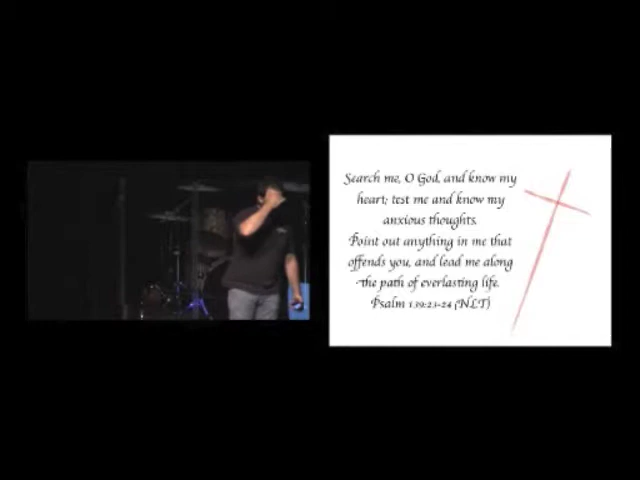 Search me, O God, and know my
heart; test me and know my
anxious thoughts.
Point out anything in me that
offends you, and lead me along
the path of everlasting life.
Psalm 139:23-24 (NLT)